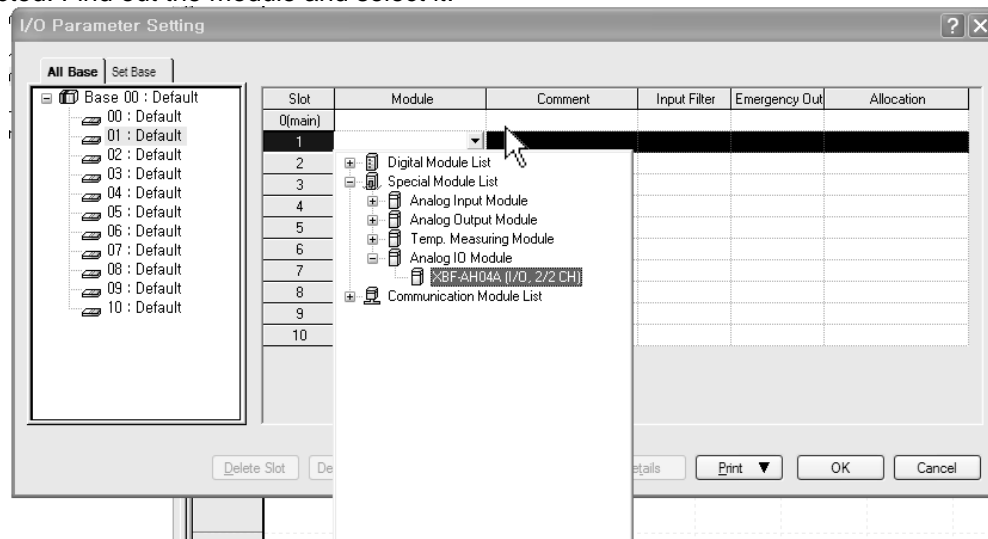 I/O Parameter Setting
All Base Set Base
Base 00 : Default
00 : Default
01 : Default
02 : Default
03 : Default
04 : Default
05 : Default
06 : Default
07 : Default
08 : Default
09 : Default
10 : Default
Slot Module Comment Input Filter Emergency Out Allocation
0(main)
1
2
3
4
5
6
7
8
9
10
Digital Module List
Special Module List
Analog Input Module
Analog Output Module
Temp. Measuring Module
Analog IO Module
XBF-AH04A (I/O, 2/2 CH)
Communication Module List
Delete Slot De etails Print ▼ OK Cancel